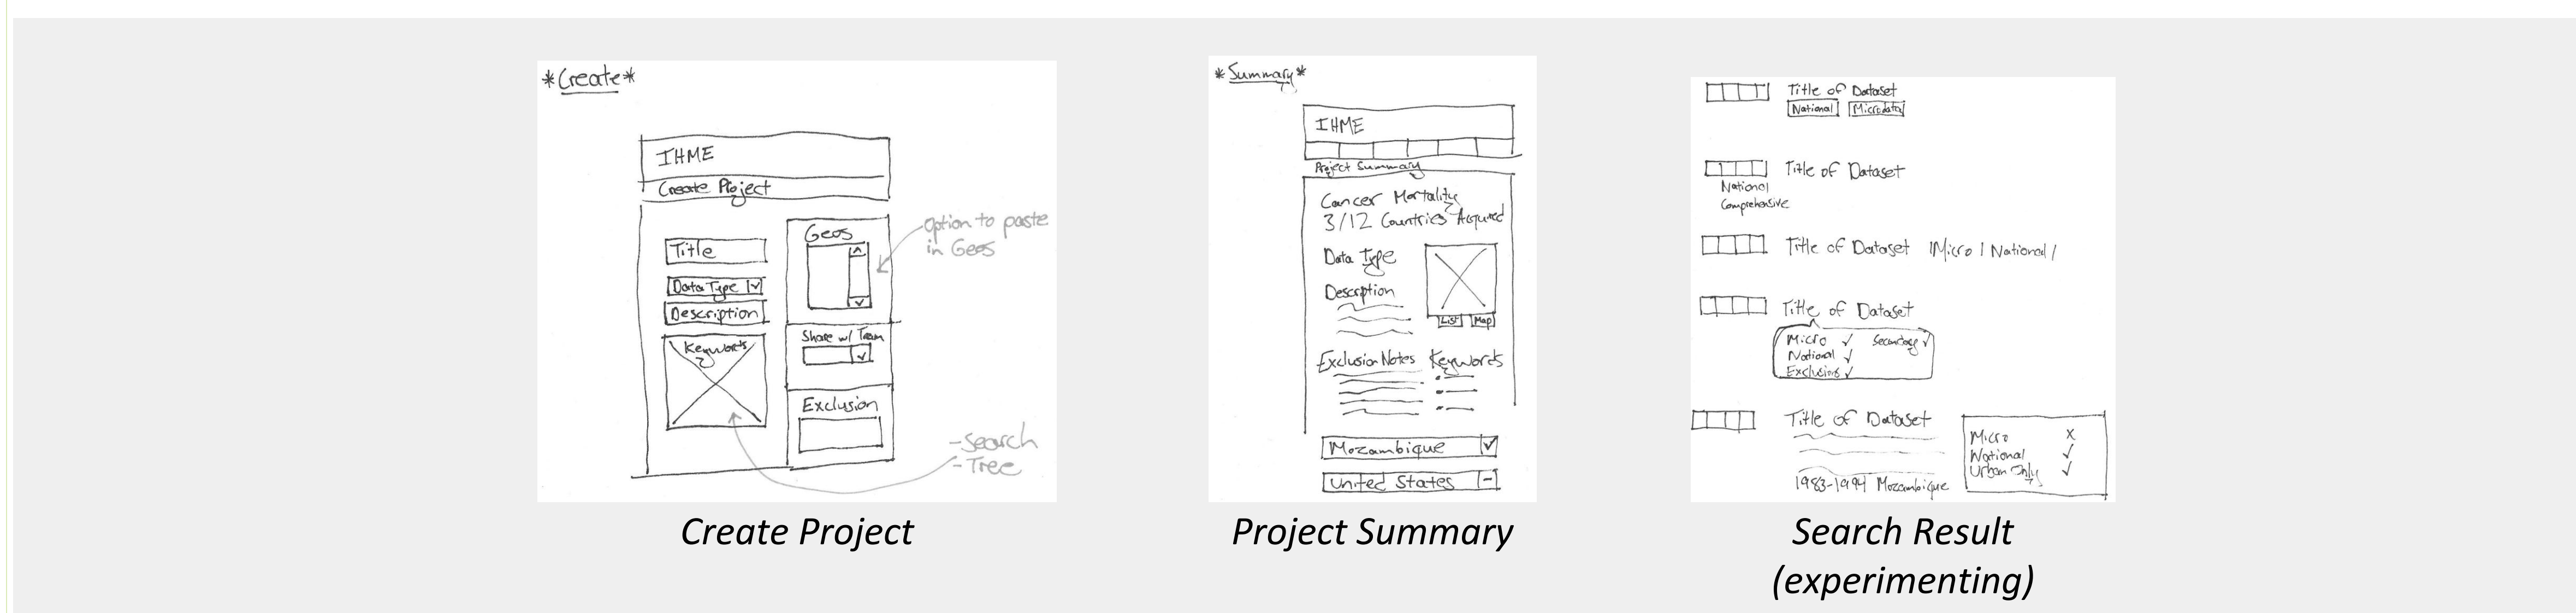 *Create*
IHME
Create Project
Title
Data Type
Description
Keywords
Geos
Share w/ Team
Exclusion
option to paste
in Geos
-Search
-Tree
Create Project
*Summary*
IHME
Project Summary
Cancer Mortality
3/12 Countries Acquired
Data Type
Description
List Map
Exclusion Notes Keywords
Mozambique
United States
Project Summary
Title of Dataset
National Microdata
Title of Dataset
National
Comprehensive
Title of Dataset |Micro | National |
Title of Dataset
Micro ✓ Secondary ✓
National ✓
Exclusions ✓
Title of Dataset
Micro X
National ✓
Urban Only ✓
1983-1994 Mozambique
Search Result
(experimenting)